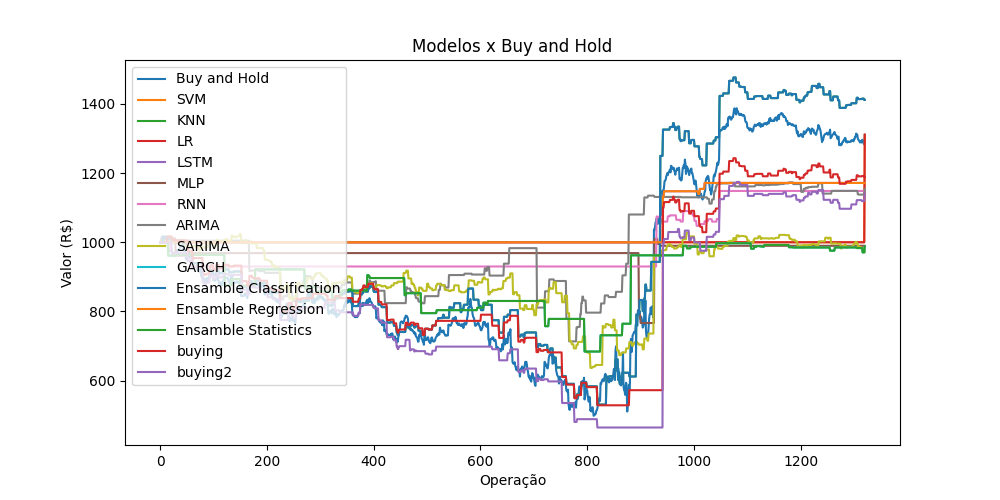 Modelos x Buy and Hold
Valor (R$)
1400
1200
1000
800
600
Buy and Hold
SVM
KNN
LR
LSTM
MLP
RNN
ARIMA
SARIMA
GARCH
Ensamble Classification
Ensamble Regression
Ensamble Statistics
buying
buying2
0 200 400 600 800 1000 1200
Operação